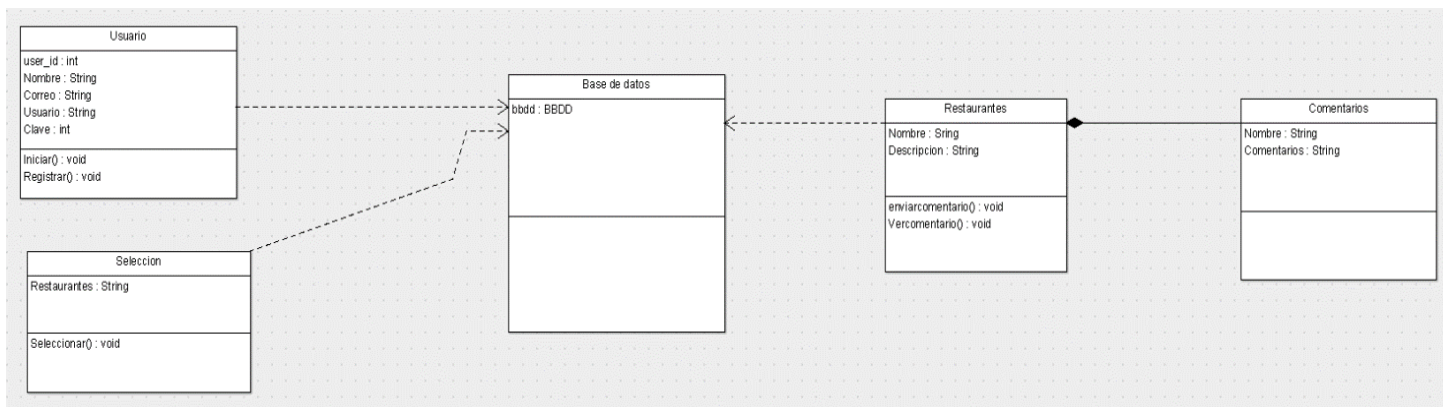 Usuario
user_id : int
Nombre : String
Correo : String
Usuario : String
Clave : int
Iniciar() : void
Registrar() : void
Seleccion
Restaurantes : String
Seleccionar() : void
Base de datos
bbdd : BBDD
Restaurantes
Nombre : Sring
Descripcion : String
enviarcomentario() : void
Vercomentario() : void
Comentarios
Nombre : String
Comentarios : String